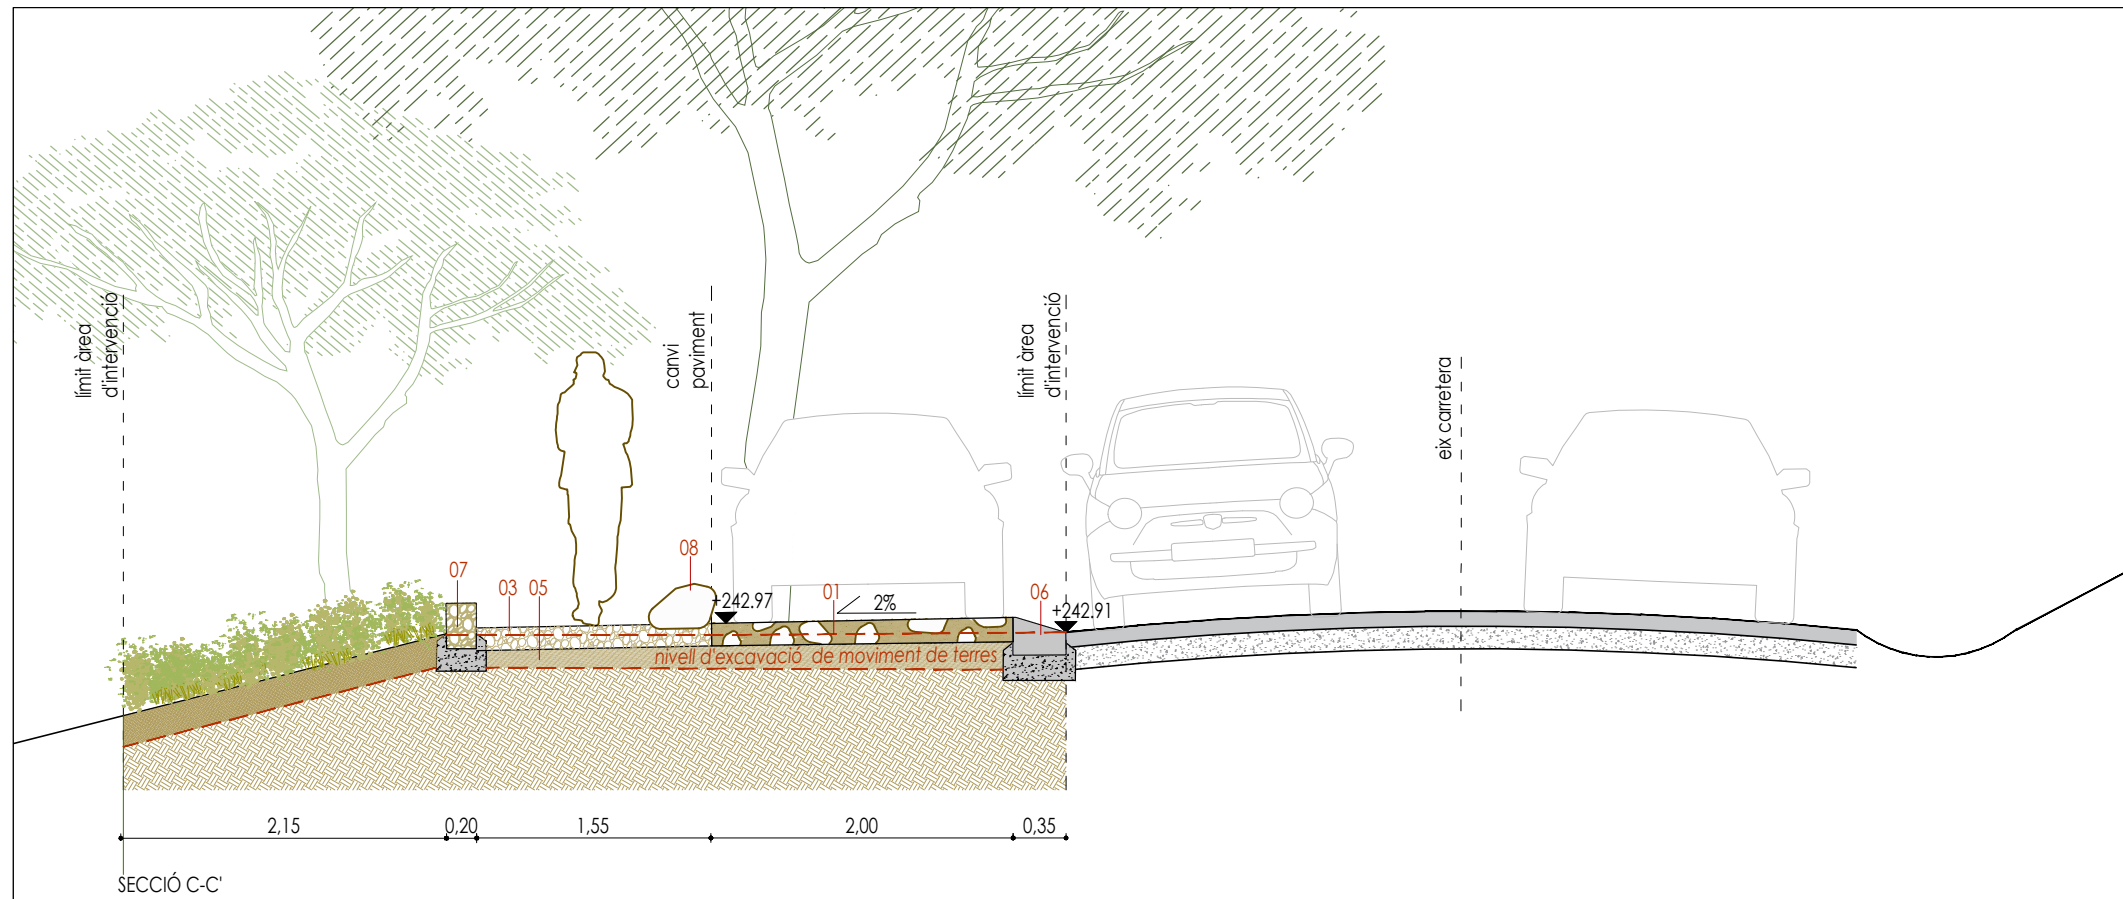 límit àrea
d'intervenció
canvi
paviment
límit àrea
d'intervenció
eix carretera
08
07
03
05
+242.97
01
2%
06
+242.91
nivell d'excavació de moviment de terres
2,15
0,20
1,55
2,00
0,35
SECCIÓ C-C'